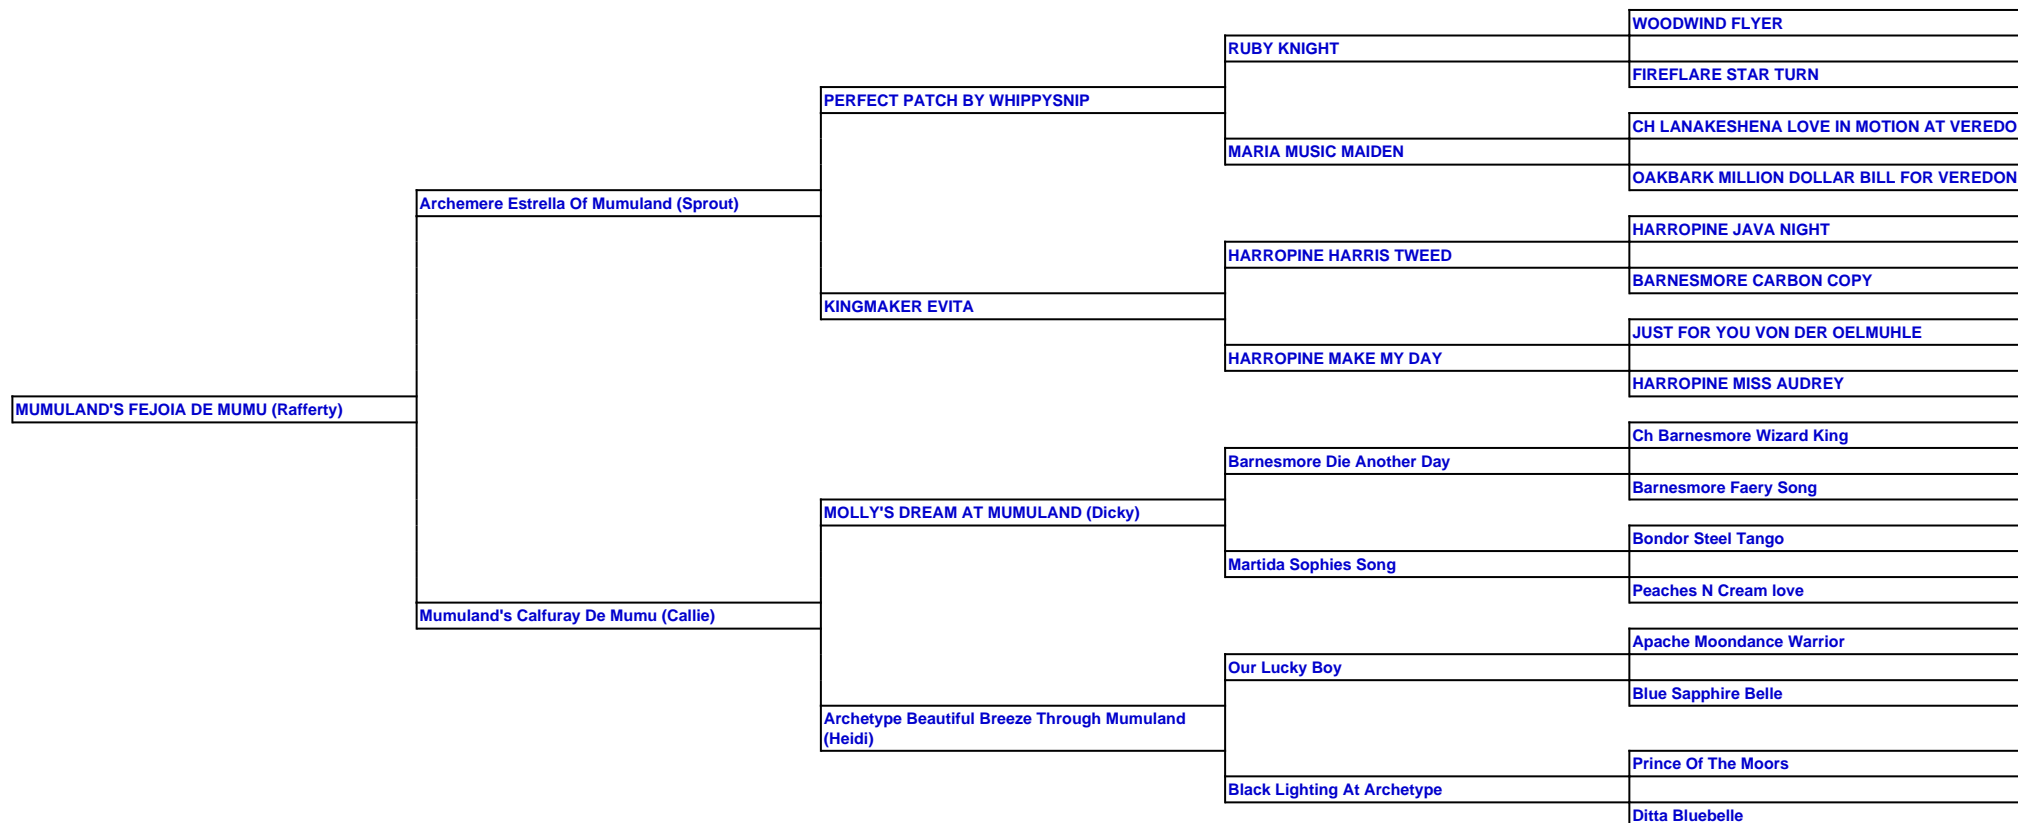 WOODWIND FLYER
RUBY KNIGHT
FIREFLARE STAR TURN
PERFECT PATCH BY WHIPPYSNIP
CH LANAKESHENA LOVE IN MOTION AT VEREDO
MARIA MUSIC MAIDEN
OAKBARK MILLION DOLLAR BILL FOR VEREDON
Archemere Estrella Of Mumuland (Sprout)
HARROPINE JAVA NIGHT
HARROPINE HARRIS TWEED
BARNESMORE CARBON COPY
KINGMAKER EVITA
JUST FOR YOU VON DER OELMUHLE
HARROPINE MAKE MY DAY
HARROPINE MISS AUDREY
MUMULAND'S FEJOIA DE MUMU (Rafferty)
Ch Barnesmore Wizard King
Barnesmore Die Another Day
Barnesmore Faery Song
MOLLY'S DREAM AT MUMULAND (Dicky)
Bondor Steel Tango
Martida Sophies Song
Peaches N Cream love
Mumuland's Calfuray De Mumu (Callie)
Apache Moondance Warrior
Our Lucky Boy
Blue Sapphire Belle
Archetype Beautiful Breeze Through Mumuland
(Heidi)
Prince Of The Moors
Black Lighting At Archetype
Ditta Bluebelle